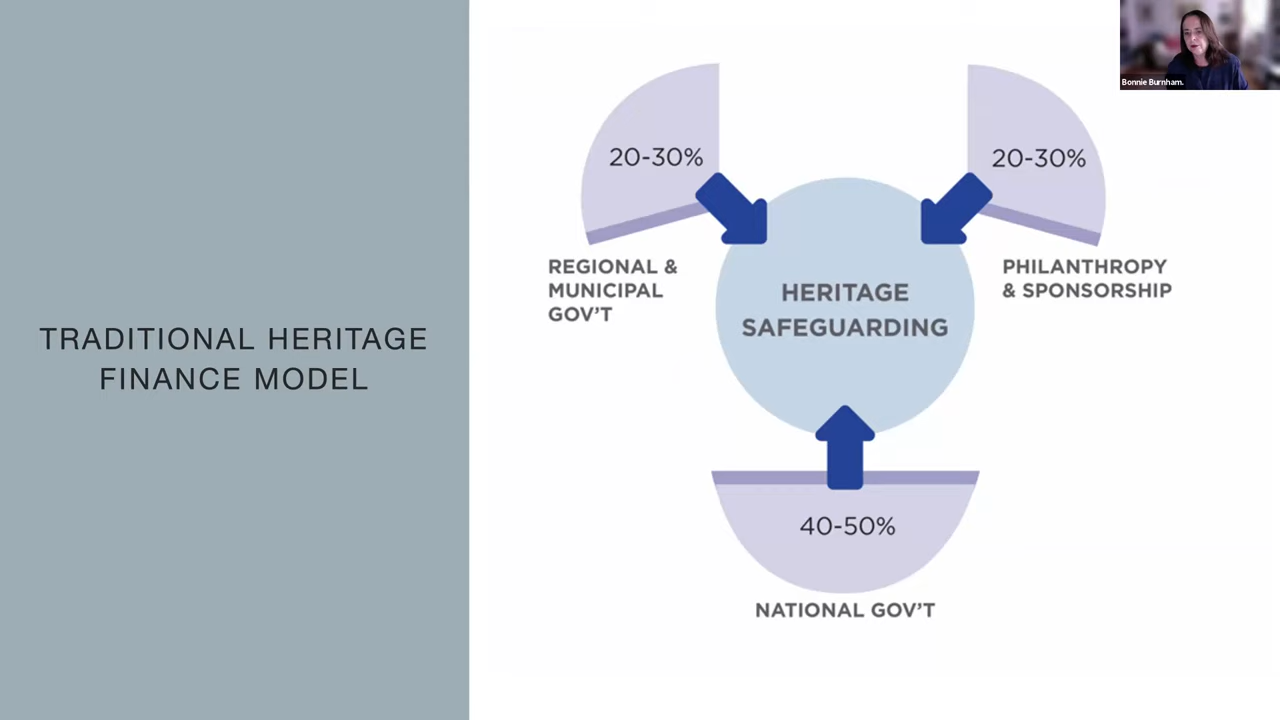 TRADITIONAL HERITAGE
FINANCE MODEL
20-30%
REGIONAL &
MUNICIPAL
GOV'T
20-30%
PHILANTHROPY
& SPONSORSHIP
HERITAGE
SAFEGUARDING
40-50%
NATIONAL GOV'T
Bonnie Burnham.